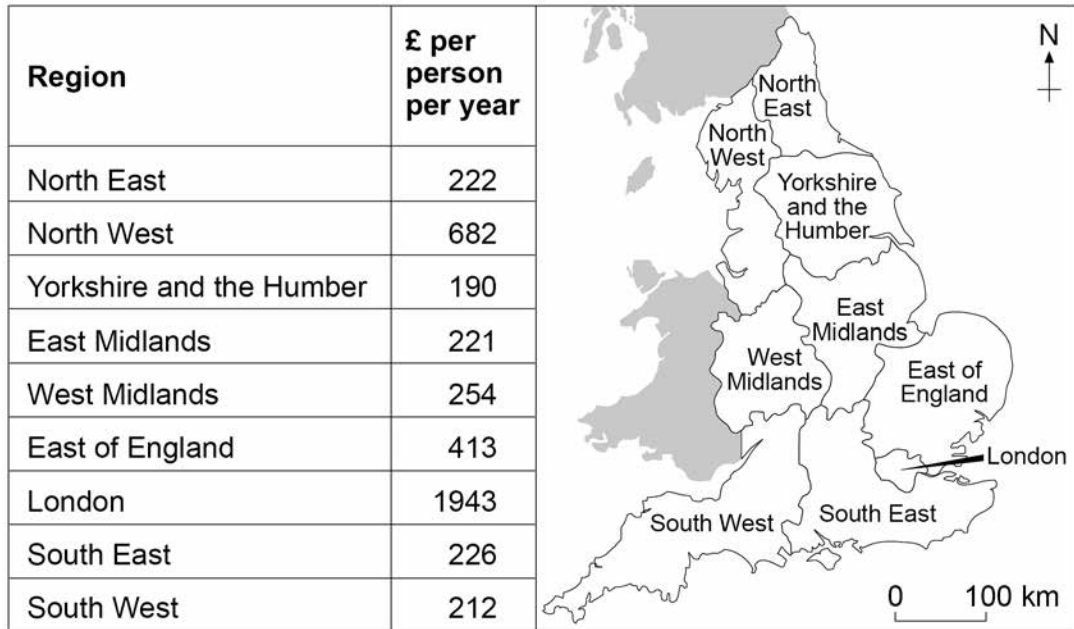 Region
£ per
person
per year
North East 222
North West 682
Yorkshire and the Humber 190
East Midlands 221
West Midlands 254
East of England 413
London 1943
South East 226
South West 212
N
North
East
North
West
Yorkshire
and the
Humber
East
Midlands
West
Midlands
East of
England
London
South West
South East
0 100 km